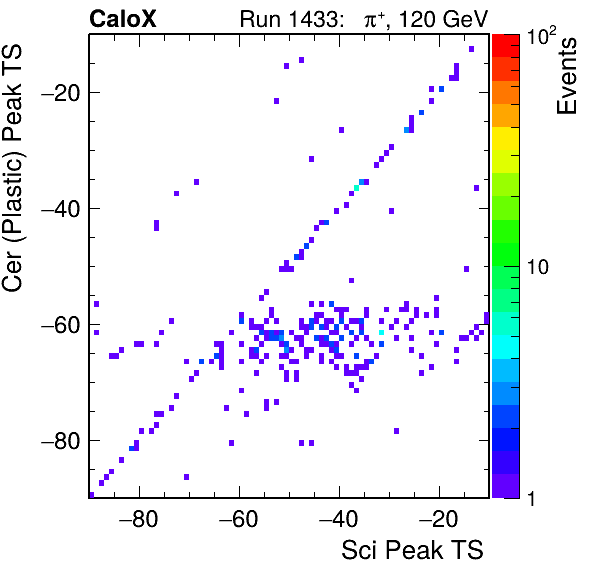 CaloX Run 1433: π⁺, 120 GeV
Cer (Plastic) Peak TS
−20
−40
−60
−80
−80 −60 −40 −20
Sci Peak TS
10²
10
1
Events